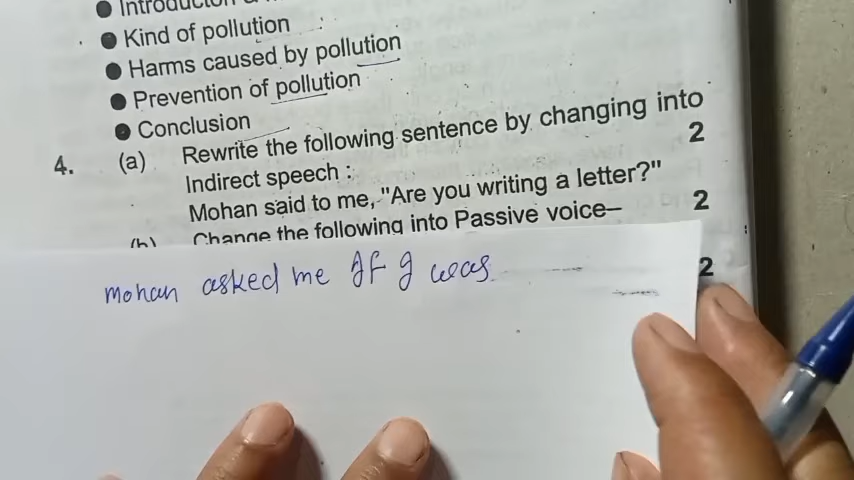 ● Introduction &
● Kind of pollution
● Harms caused by pollution
● Prevention of pollution
● Conclusion
4. (a) Rewrite the following sentence by changing into
Indirect speech : 2
Mohan said to me, "Are you writing a letter?"
(b) Change the following into Passive voice– 2
2
mohan asked me If I was